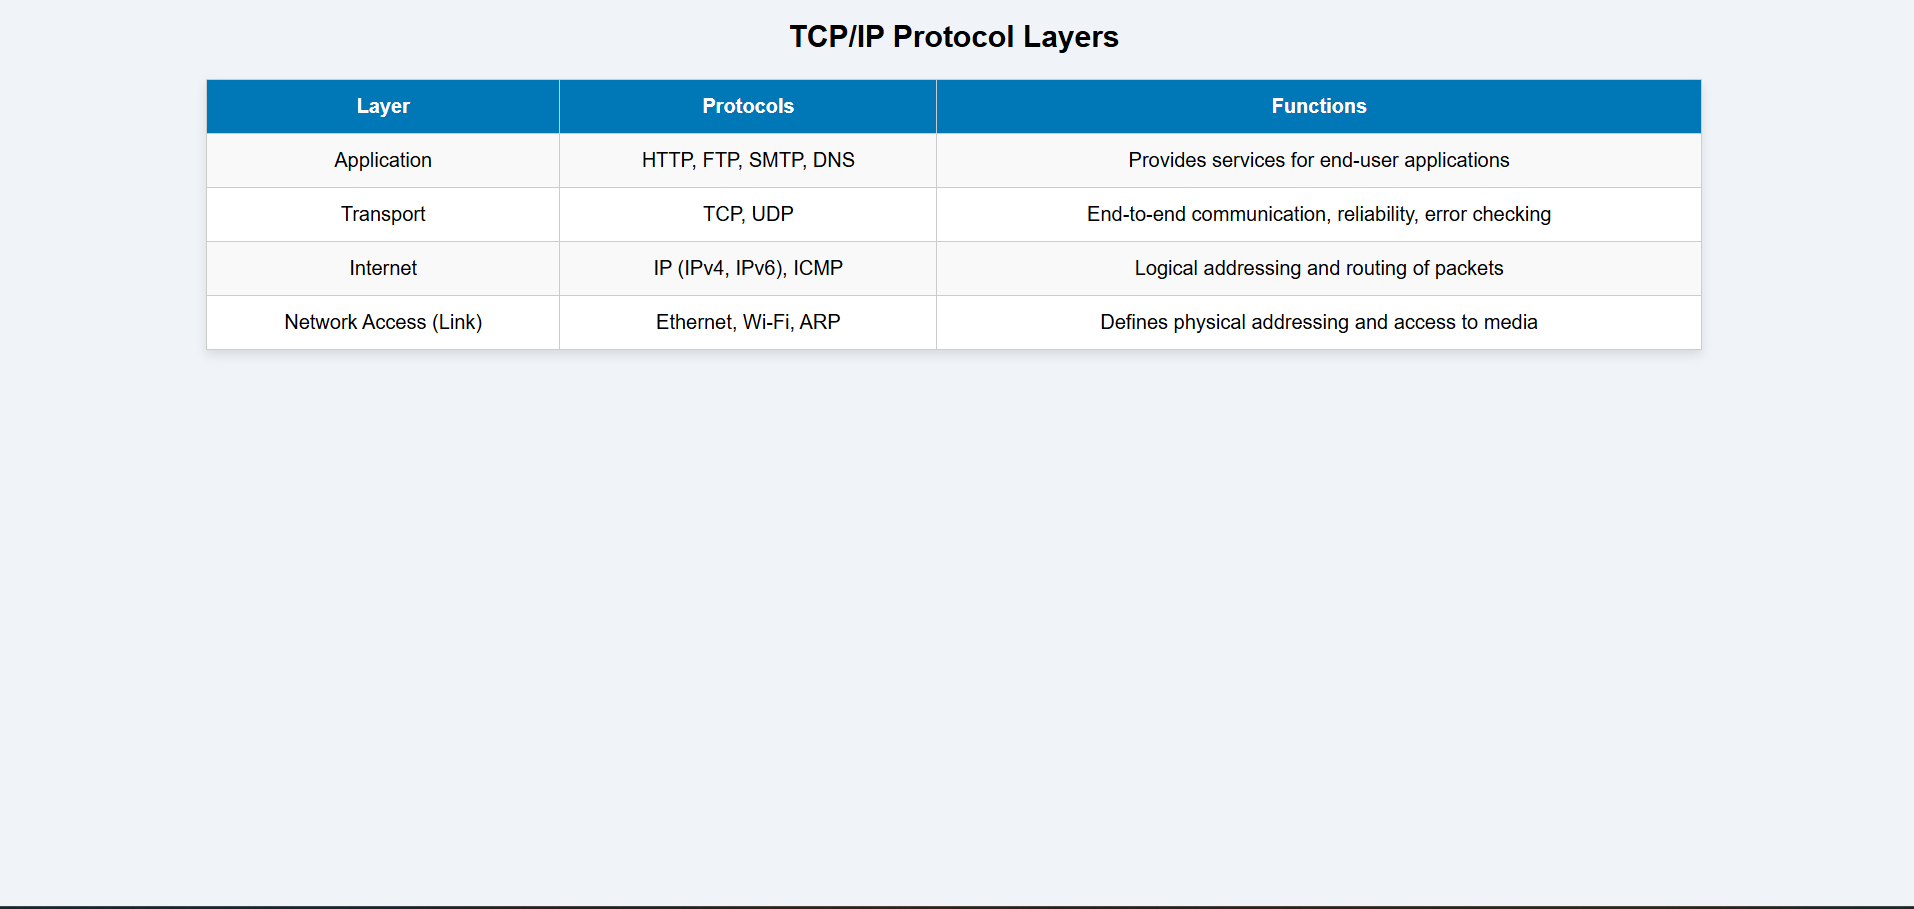 TCP/IP Protocol Layers
Layer Protocols Functions
Application HTTP, FTP, SMTP, DNS Provides services for end-user applications
Transport TCP, UDP End-to-end communication, reliability, error checking
Internet IP (IPv4, IPv6), ICMP Logical addressing and routing of packets
Network Access (Link) Ethernet, Wi-Fi, ARP Defines physical addressing and access to media